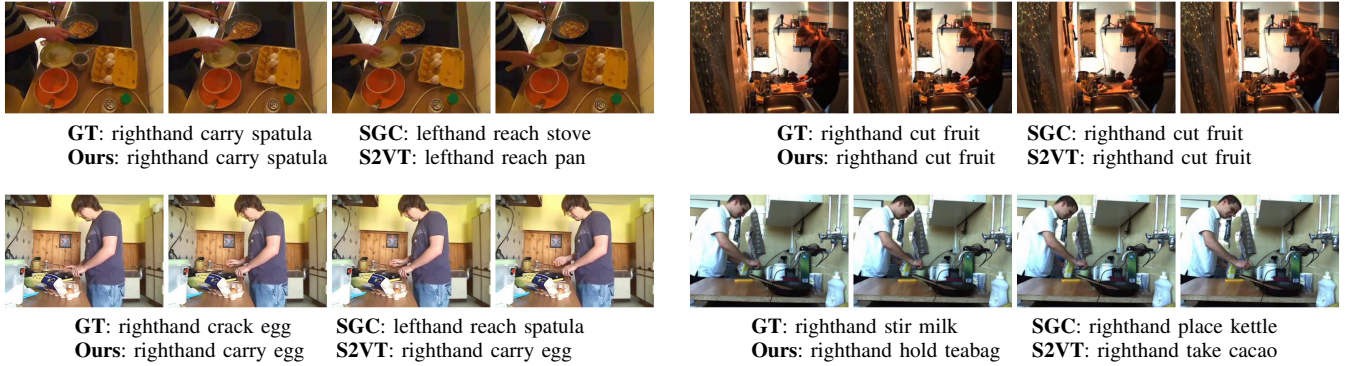 GT: righthand carry spatula SGC: lefthand reach stove
Ours: righthand carry spatula S2VT: lefthand reach pan
GT: righthand cut fruit SGC: righthand cut fruit
Ours: righthand cut fruit S2VT: righthand cut fruit
GT: righthand crack egg SGC: lefthand reach spatula
Ours: righthand carry egg S2VT: righthand carry egg
GT: righthand stir milk SGC: righthand place kettle
Ours: righthand hold teabag S2VT: righthand take cacao